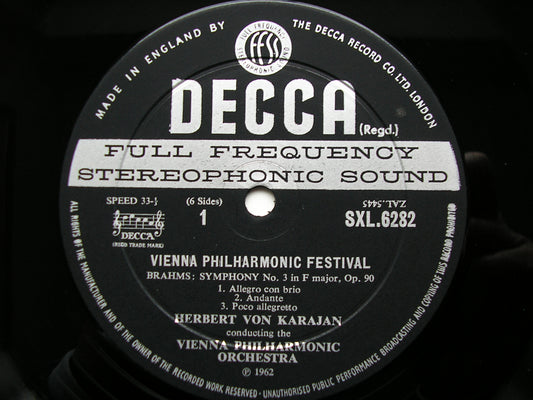 MADE IN ENGLAND BY
THE DECCA RECORD CO. LTD. LONDON
FULL FREQUENCY
STEREOPHONIC SOUND
FFSS
DECCA
(Regd.)
FULL FREQUENCY
STEREOPHONIC SOUND
SPEED 33-⅓
(6 Sides)
ZAL.5445
1
SXL.6282
DECCA
(REGD TRADE MARK)
VIENNA PHILHARMONIC FESTIVAL
BRAHMS: SYMPHONY No. 3 in F major, Op. 90
1. Allegro con brio
2. Andante
3. Poco allegretto
HERBERT VON KARAJAN
conducting the
VIENNA PHILHARMONIC
ORCHESTRA
℗ 1962
ALL RIGHTS OF THE MANUFACTURER AND OF THE OWNER OF THE RECORDED WORK RESERVED · UNAUTHORISED PUBLIC PERFORMANCE BROADCASTING AND COPYING OF THIS RECORD PROHIBITED